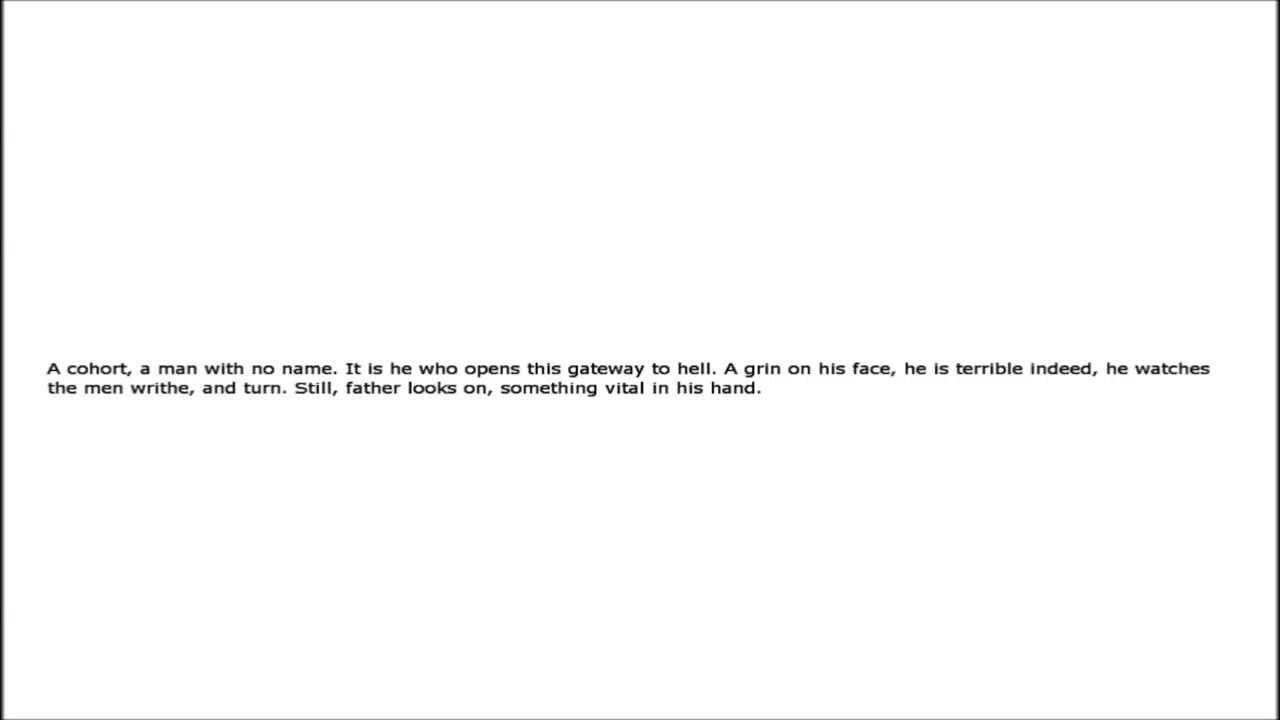 A cohort, a man with no name. It is he who opens this gateway to hell. A grin on his face, he is terrible indeed, he watches
the men writhe, and turn. Still, father looks on, something vital in his hand.